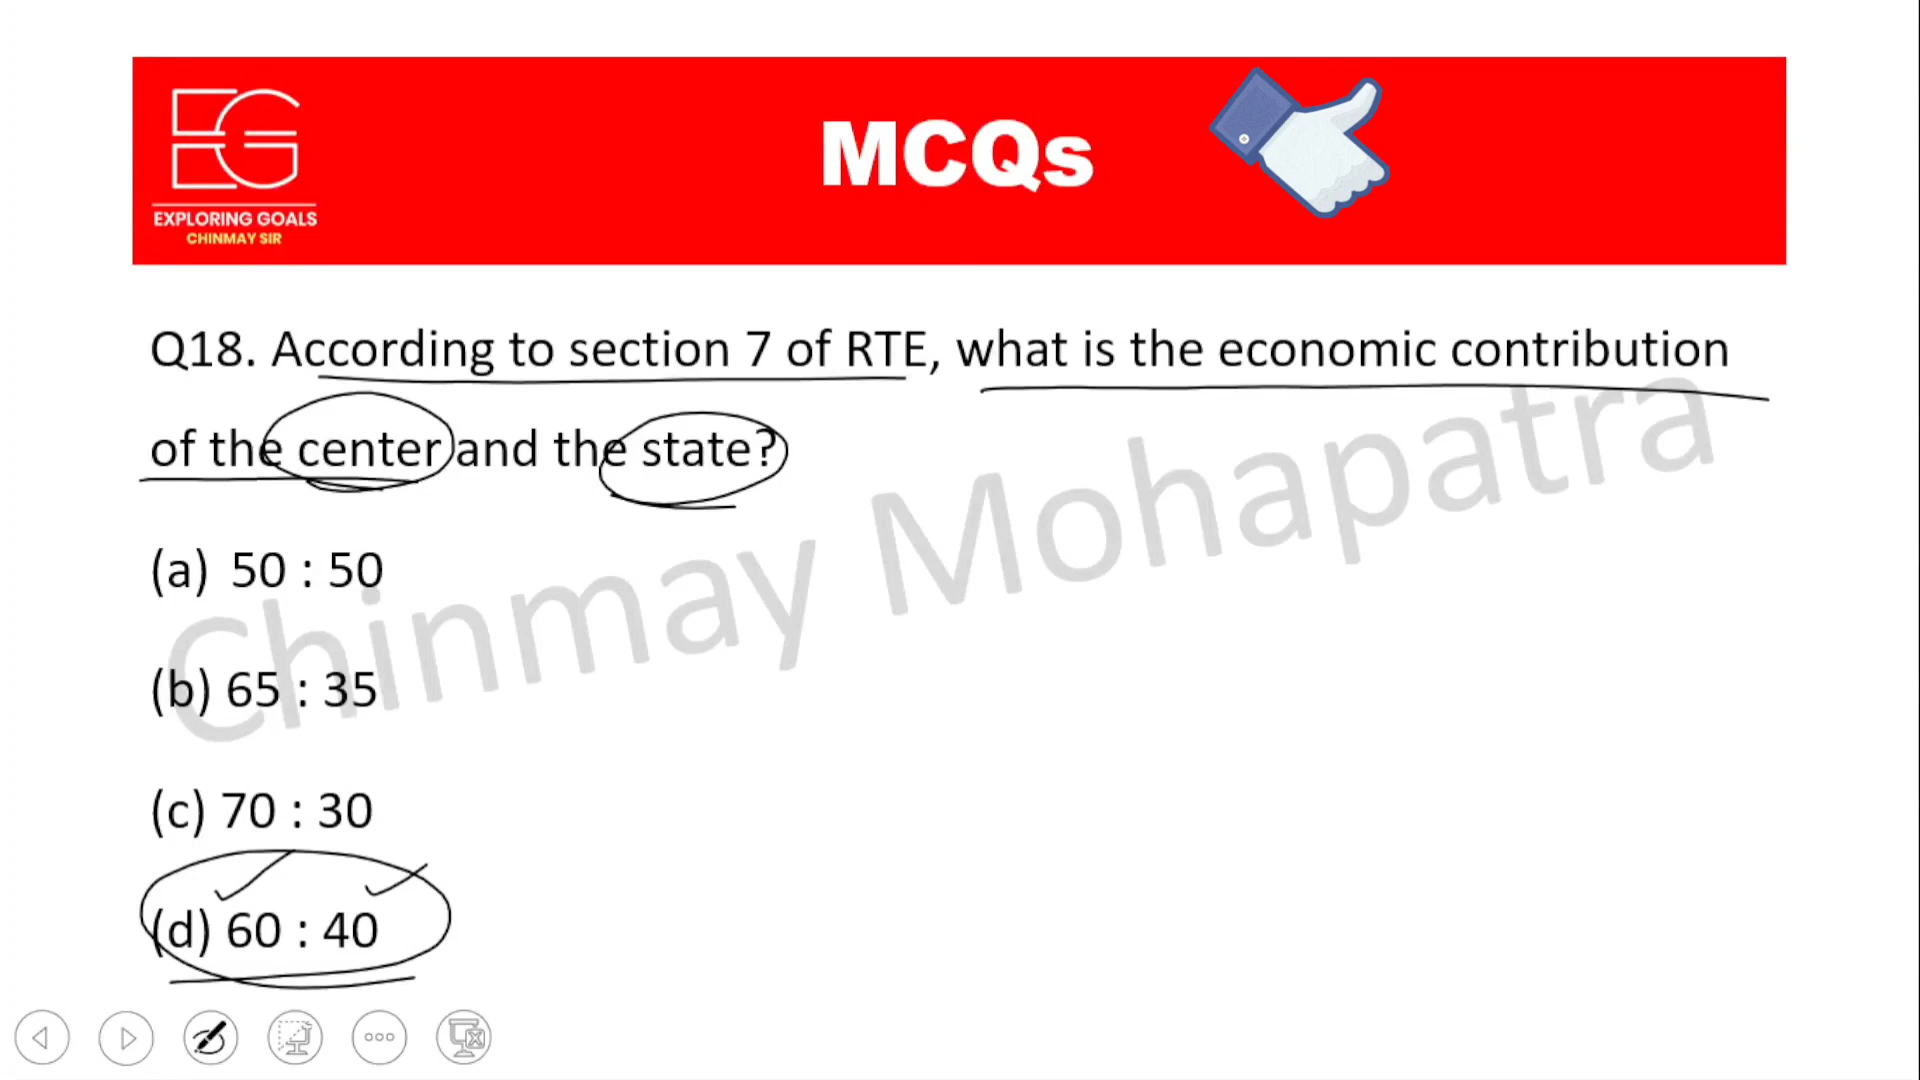 EG
EXPLORING GOALS
CHINMAY SIR
MCQs
Q18. According to section 7 of RTE, what is the economic contribution
of the center and the state?
(a) 50 : 50
(b) 65 : 35
(c) 70 : 30
(d) 60 : 40
Chinmay Mohapatra